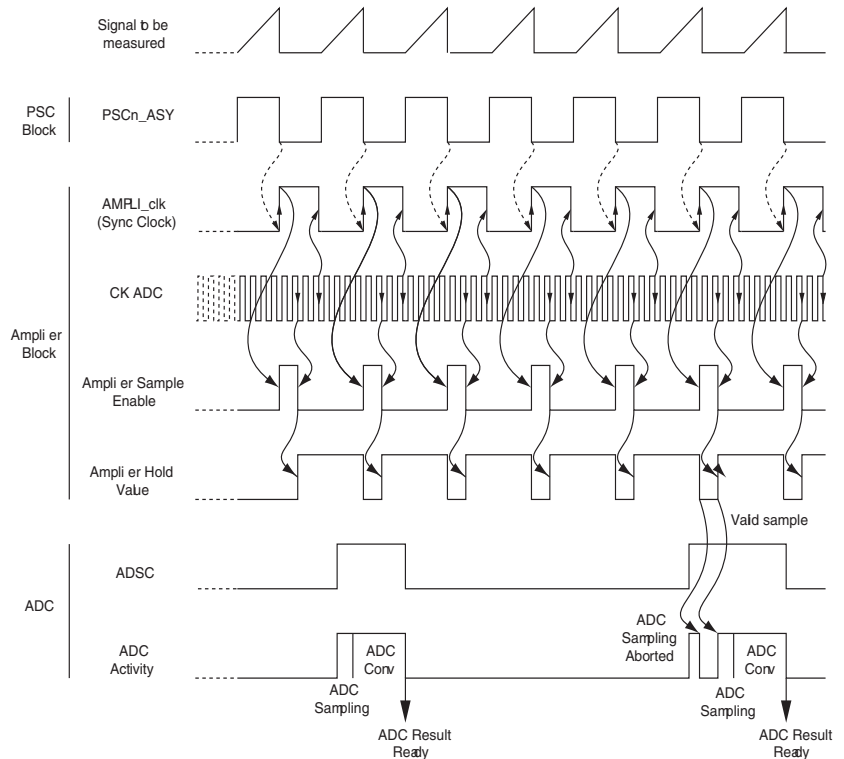 Signal to be
measured
PSC
Block
PSCn_ASY
AMPLI_clk
(Sync Clock)
CK ADC
Ampli er
Block
Ampli er Sample
Enable
Ampli er Hold
Value
Valid sample
ADSC
ADC
ADC
Sampling
Aborted
ADC
Activity
ADC
Conv
ADC
Conv
ADC
Sampling
ADC
Sampling
ADC Result
Ready
ADC Result
Ready